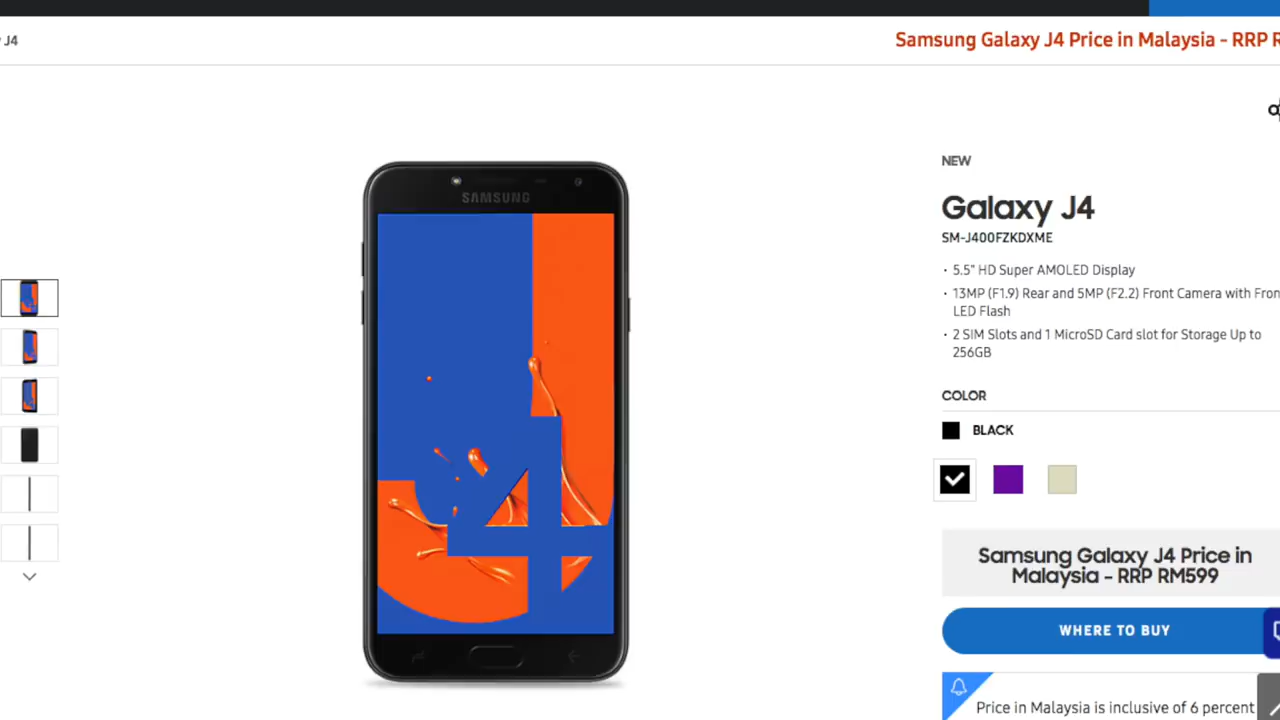 J4
Samsung Galaxy J4 Price in Malaysia - RRP R
NEW
Galaxy J4
SM-J400FZKDXME
· 5.5" HD Super AMOLED Display
· 13MP (F1.9) Rear and 5MP (F2.2) Front Camera with Fron
LED Flash
· 2 SIM Slots and 1 MicroSD Card slot for Storage Up to
256GB
COLOR
BLACK
SAMSUNG
J4
Samsung Galaxy J4 Price in
Malaysia - RRP RM599
WHERE TO BUY
Price in Malaysia is inclusive of 6 percent